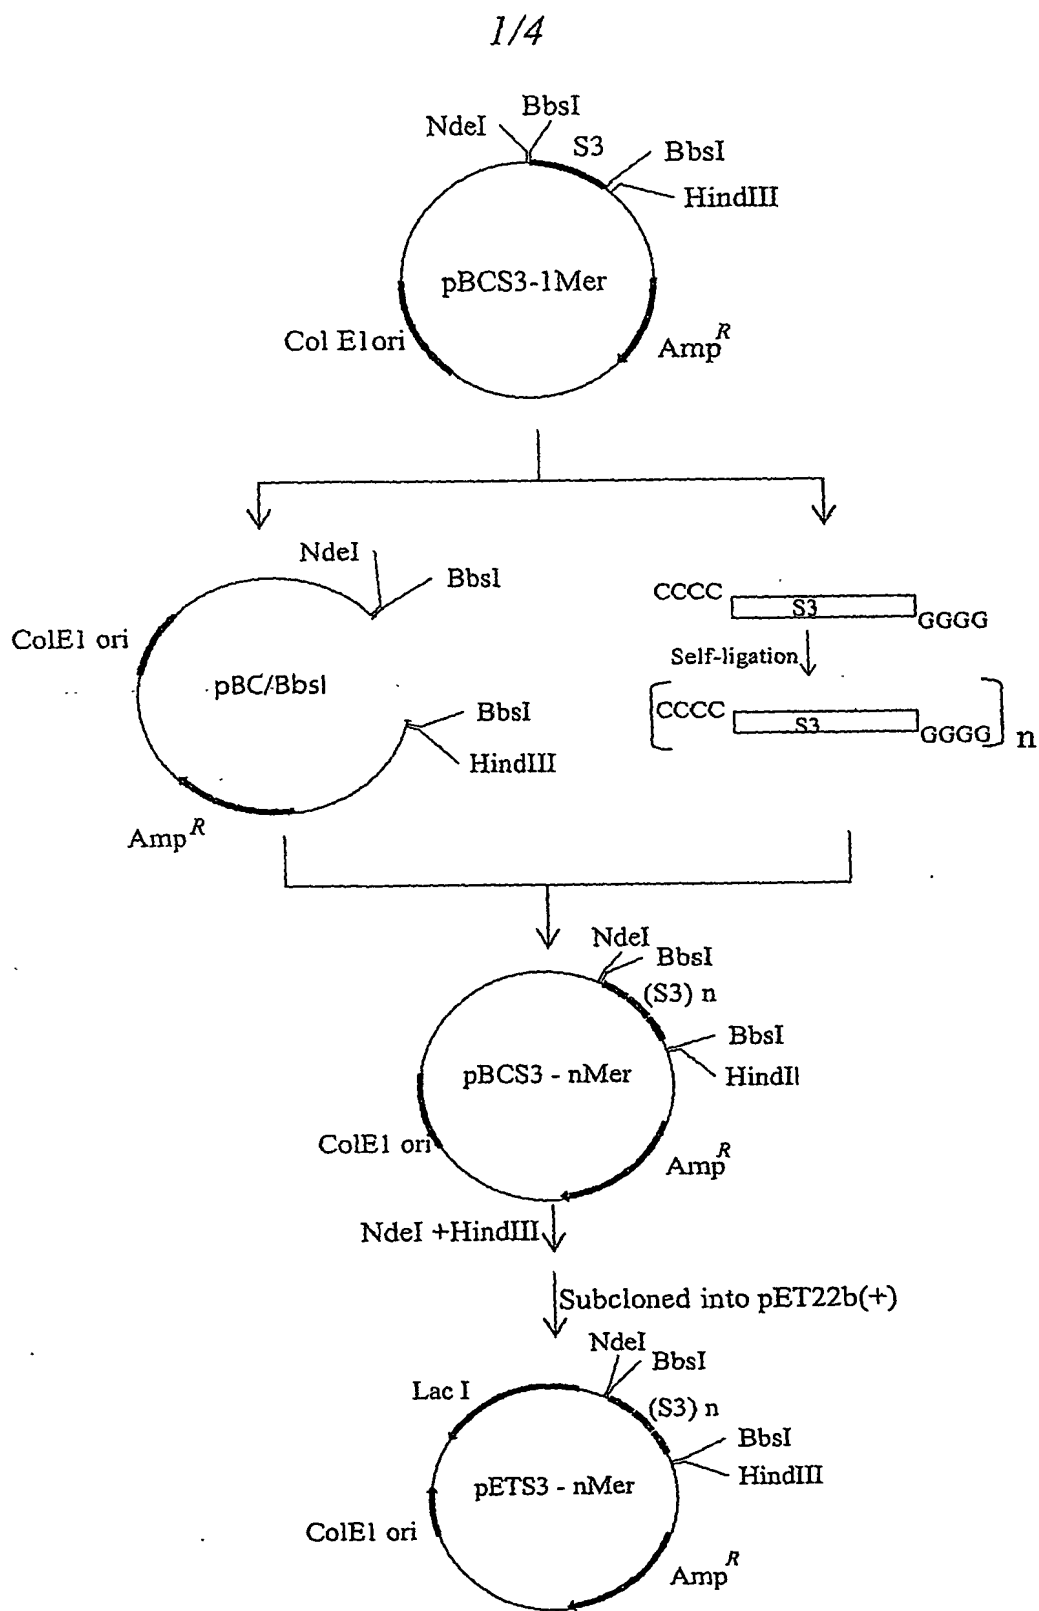 1/4
NdeI
BbsI
S3
BbsI
HindIII
pBCS3-1Mer
Col E1ori
Amp^R
NdeI
BbsI
ColE1 ori
pBC/BbsI
BbsI
HindIII
Amp^R
CCCC S3 GGGG
Self-ligation
CCCC S3 GGGG n
NdeI
BbsI
(S3) n
BbsI
HindII
pBCS3 - nMer
ColE1 ori
Amp^R
NdeI +HindIII
Subcloned into pET22b(+)
NdeI
BbsI
Lac I
(S3) n
BbsI
HindIII
pETS3 - nMer
ColE1 ori
Amp^R